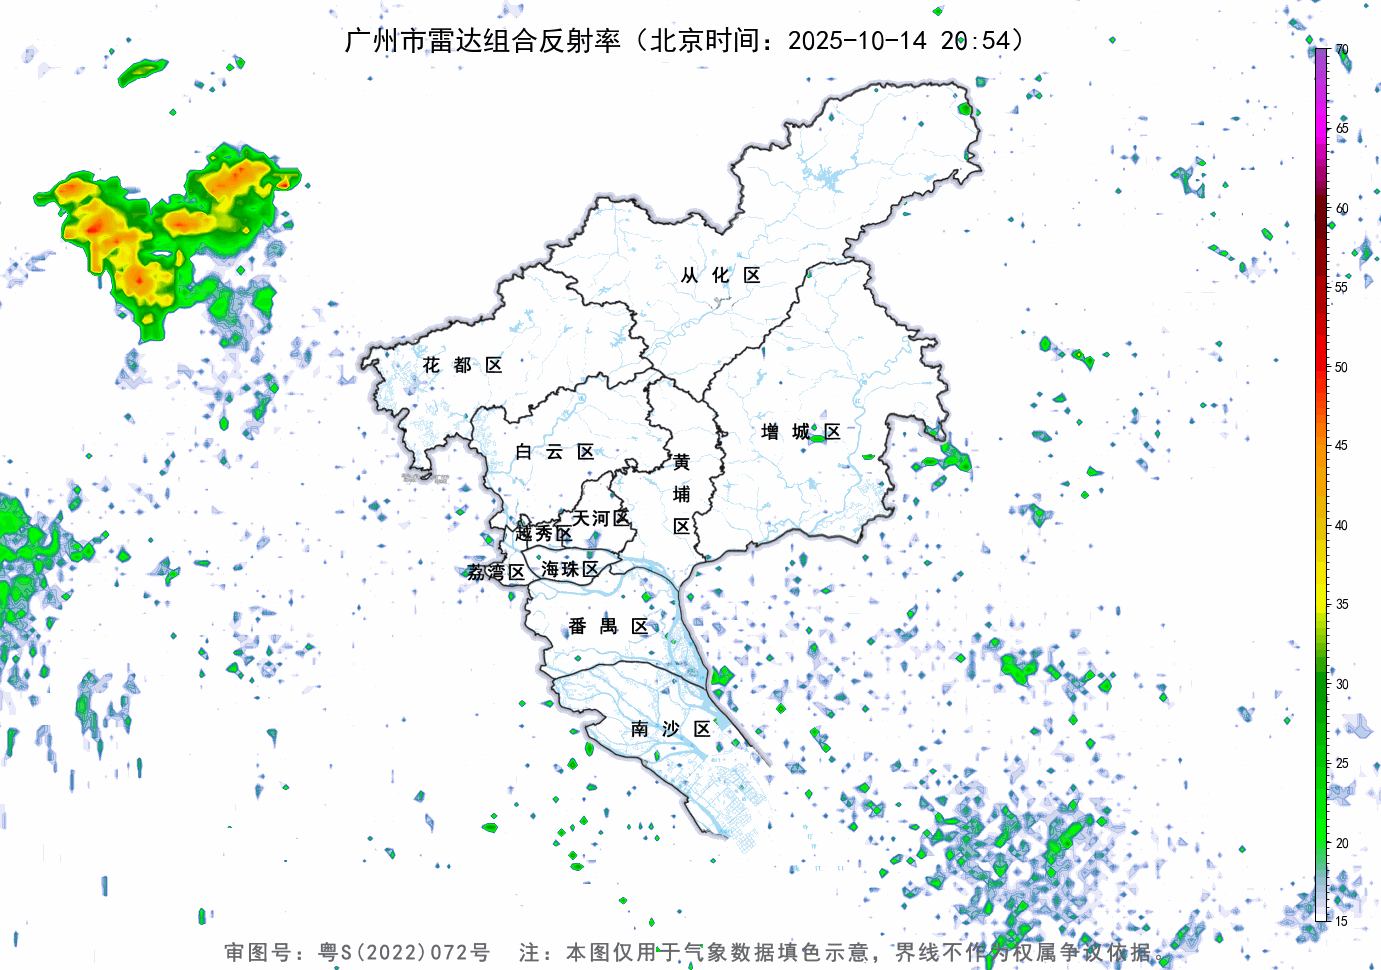 广州市雷达组合反射率（北京时间：2025-10-14 20:54）
70
65
60
55
50
45
40
35
30
25
20
15
从化区
花都区
增城区
白云区
黄埔区
天河区
越秀区
海珠区
荔湾区
番禺区
南沙区
审图号：粤S(2022)072号 注：本图仅用于气象数据填色示意，界线不作为权属争议依据。